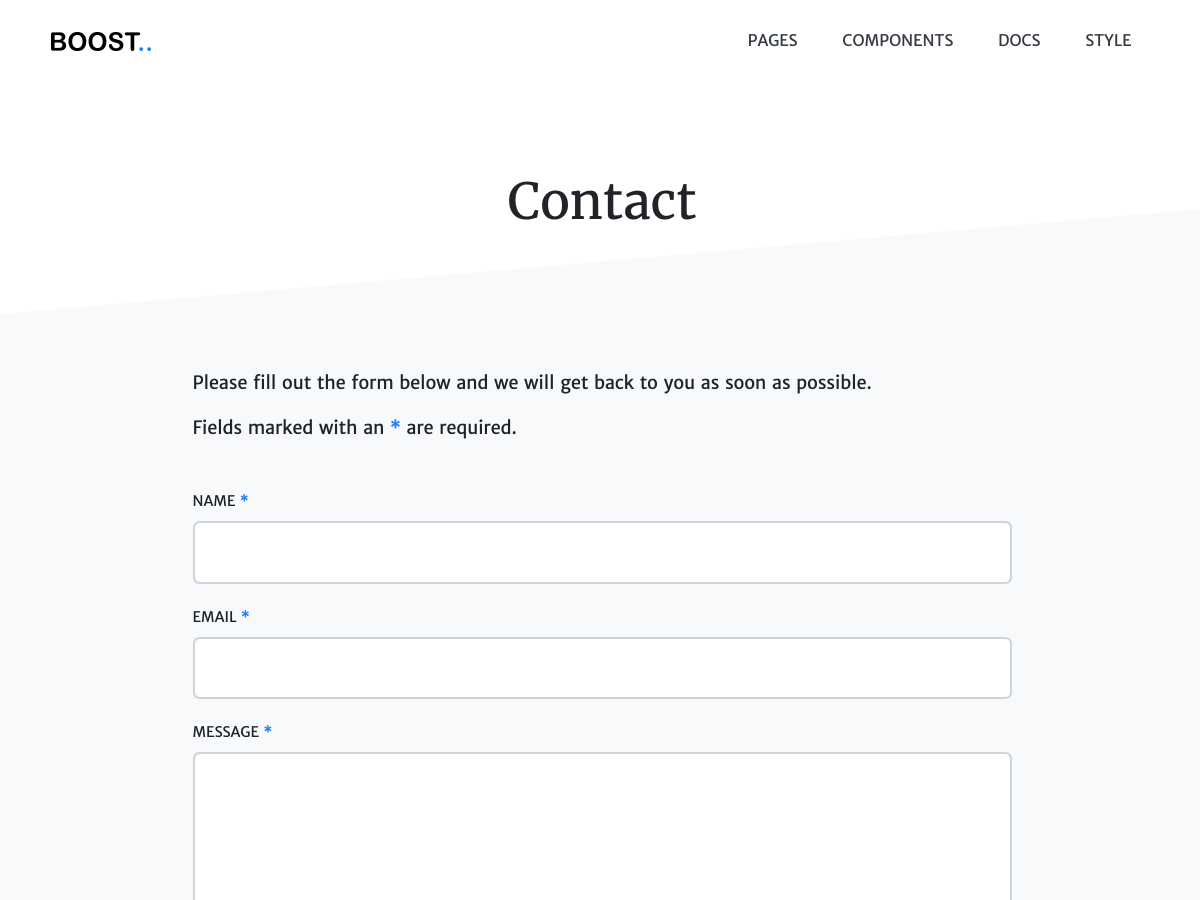 BOOST..
PAGES COMPONENTS DOCS STYLE
Contact
Please fill out the form below and we will get back to you as soon as possible.
Fields marked with an * are required.
NAME *
EMAIL *
MESSAGE *